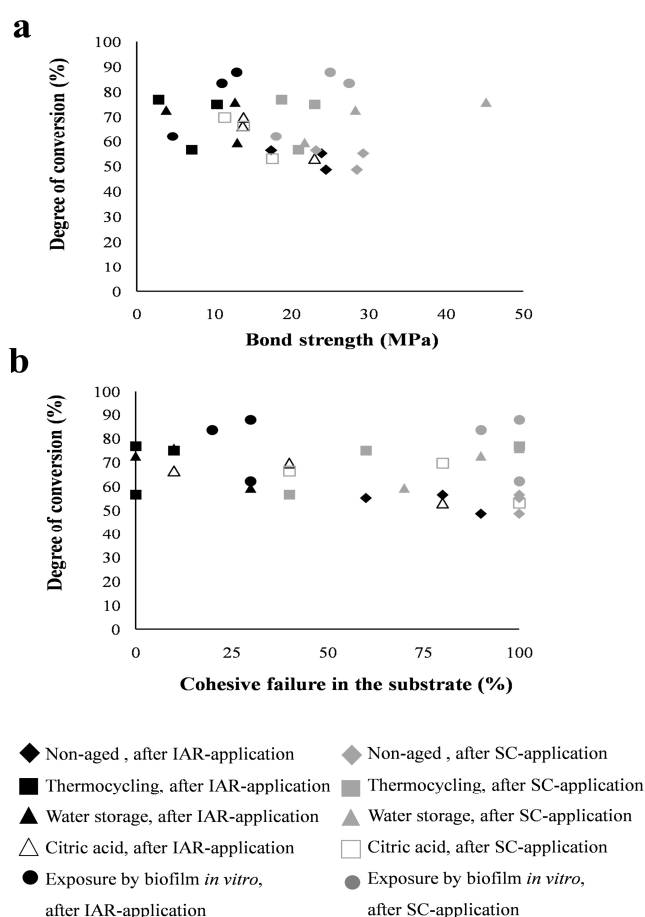 a
Degree of conversion (%)
100
90
80
70
60
50
40
30
20
10
0
0 10 20 30 40 50
Bond strength (MPa)
b
Degree of conversion (%)
100
90
80
70
60
50
40
30
20
10
0
0 25 50 75 100
Cohesive failure in the substrate (%)
Non-aged , after IAR-application
Thermocycling, after IAR-application
Water storage, after IAR-application
Citric acid, after IAR-application
Exposure by biofilm in vitro,
after IAR-application
Non-aged , after SC-application
Thermocycling, after SC-application
Water storage, after SC-application
Citric acid, after SC-application
Exposure by biofilm in vitro,
after SC-application